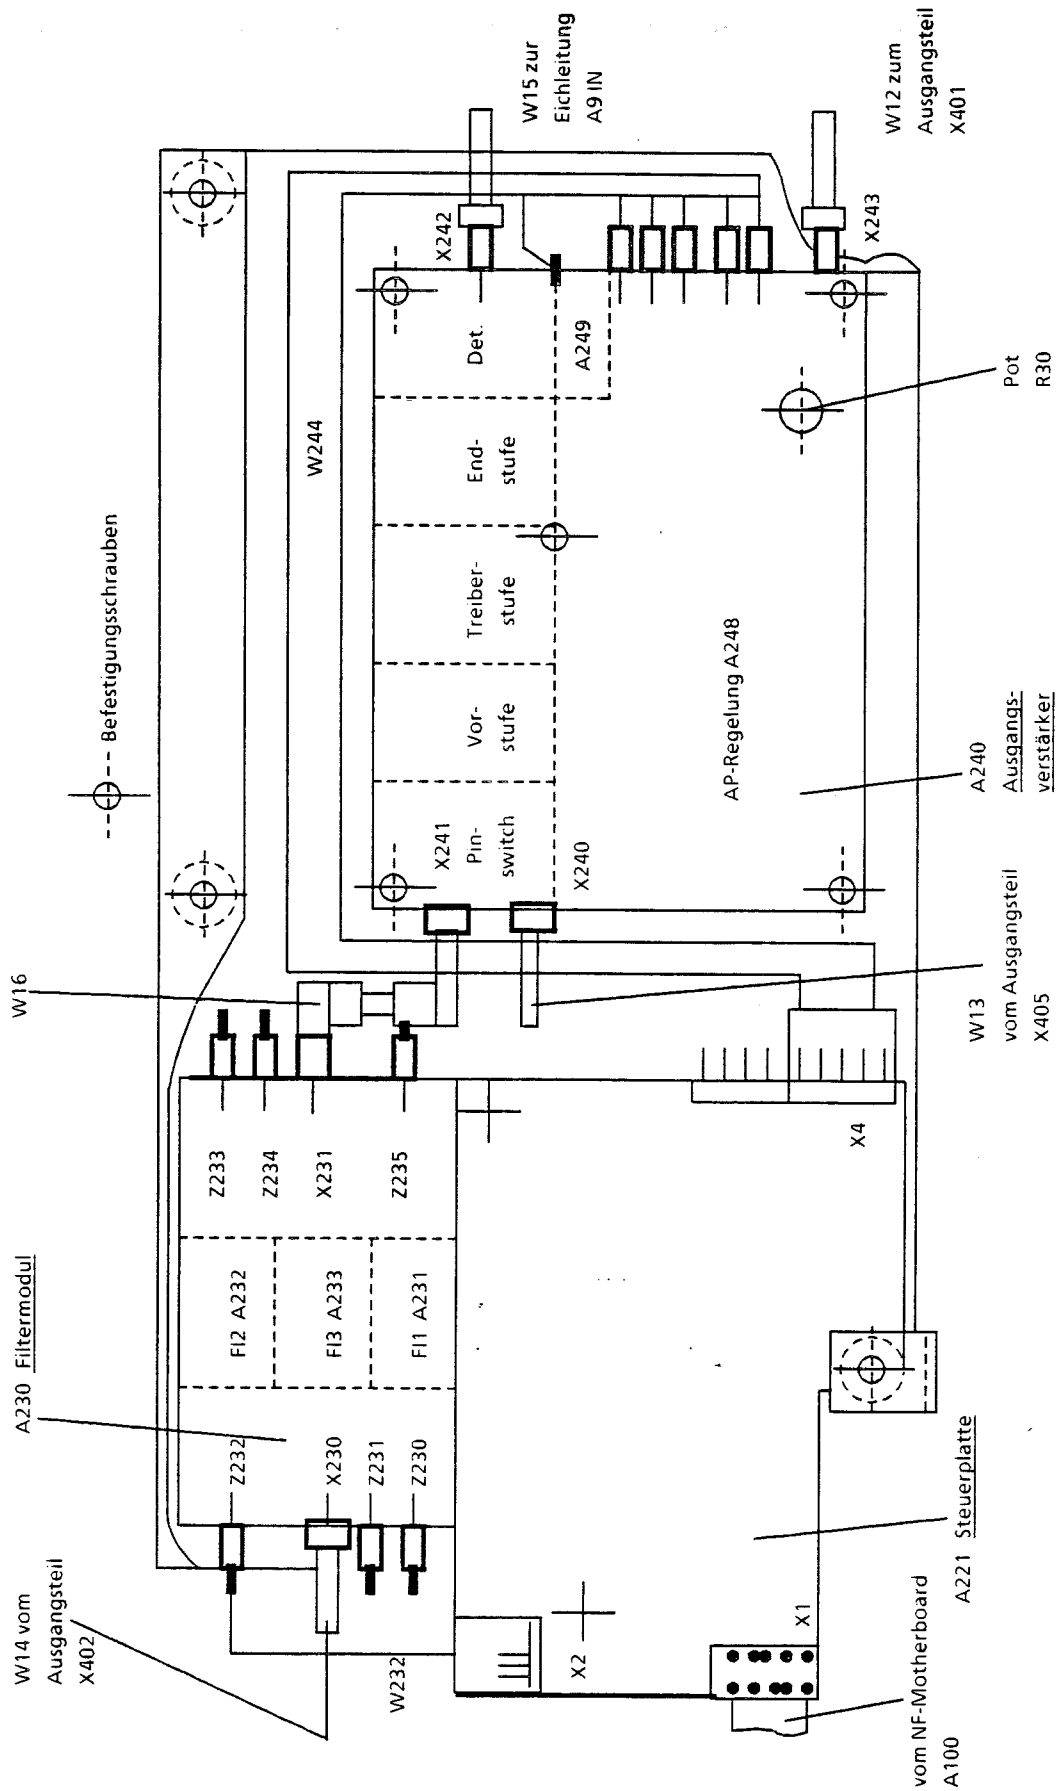 W14 vom
Ausgangsteil
X402
A230 Filtermodul
W16
Befestigungsschrauben
W232
Z232
X230
Z231
Z230
FI2 A232
FI3 A233
FI1 A231
Z233
Z234
X231
Z235
W244
X241
Pin-
switch
X240
Vor-
stufe
Treiber-
stufe
End-
stufe
Det.
A249
X242
W15 zur
Eichleitung
A9 IN
X2
X1
X4
AP-Regelung A248
X243
W12 zum
Ausgangsteil
X401
vom NF-Motherboard
A100
A221 Steuerplatte
W13
vom Ausgangsteil
X405
A240
Ausgangs-
verstärker
Pot
R30